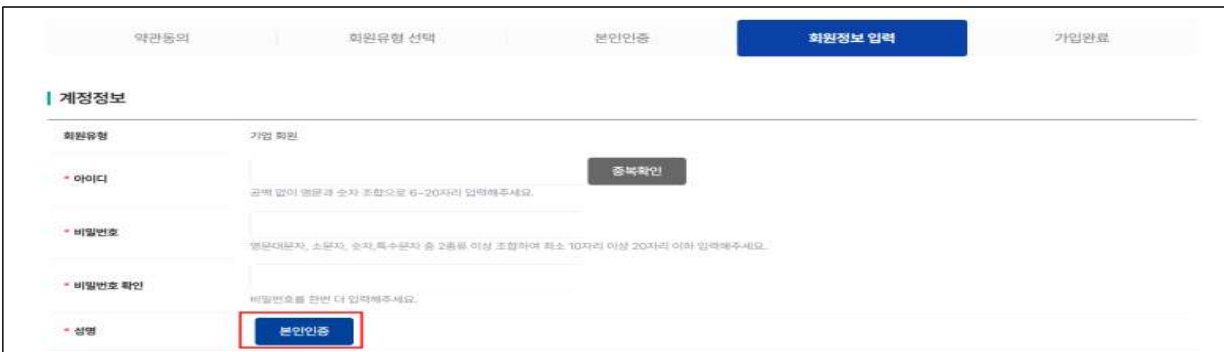 약관동의 회원유형 선택 본인인증 회원정보 입력 가입완료
계정정보
회원유형 기업 회원
* 아이디 중복확인
공백 없이 영문과 숫자 조합으로 6~20자리 입력해주세요.
* 비밀번호
영문대문자, 소문자, 숫자,특수문자 중 2종류 이상 조합하여 최소 10자리 이상 20자리 이하 입력해주세요.
* 비밀번호 확인
비밀번호를 한번 더 입력해주세요.
* 성명 본인인증